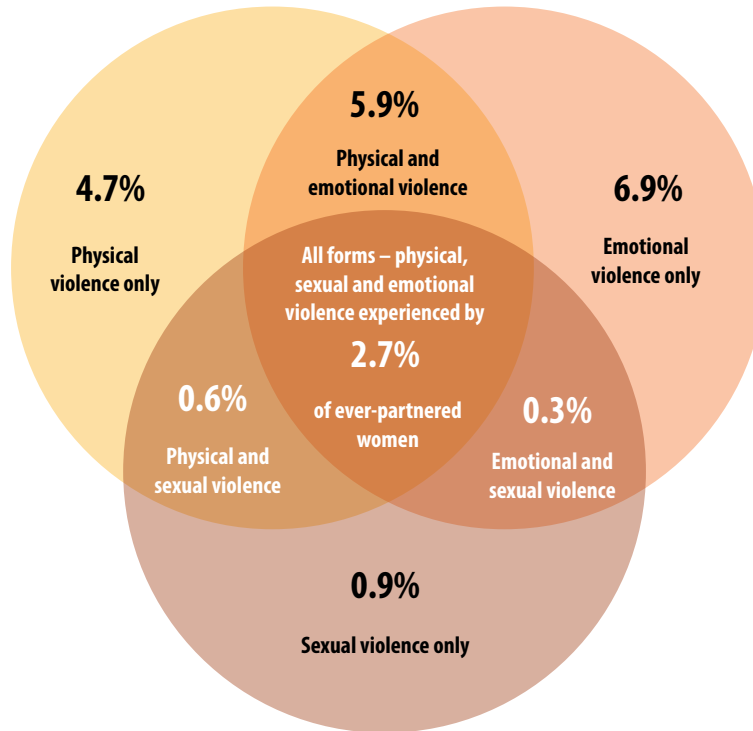 5.9%
Physical and
emotional violence
4.7%
Physical
violence only
6.9%
Emotional
violence only
All forms – physical,
sexual and emotional
violence experienced by
2.7%
of ever-partnered
women
0.6%
Physical and
sexual violence
0.3%
Emotional and
sexual violence
0.9%
Sexual violence only